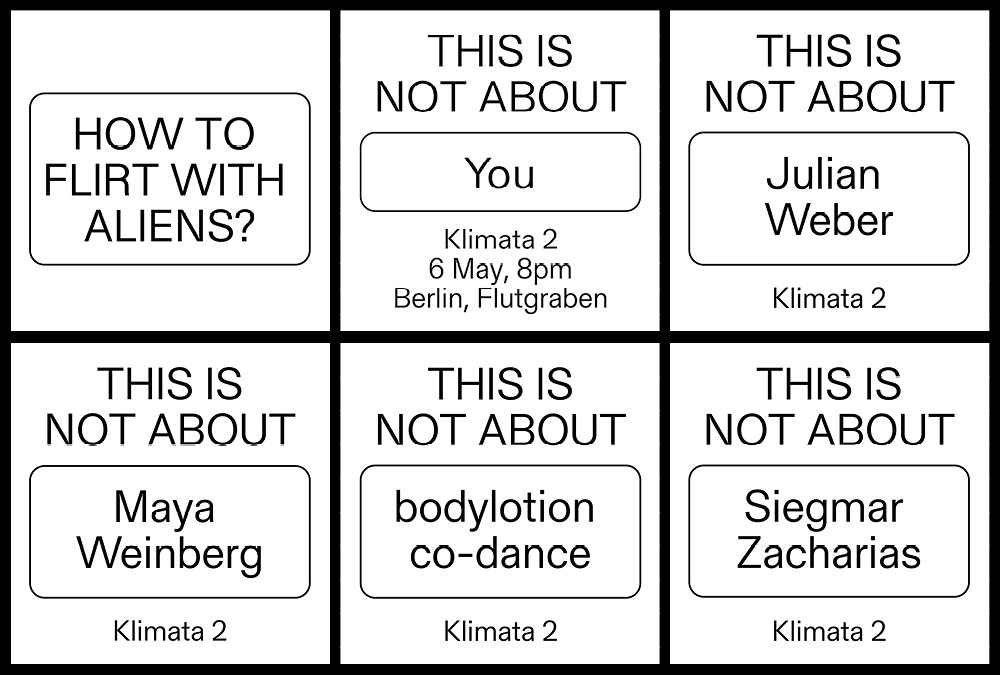 HOW TO
FLIRT WITH
ALIENS?
THIS IS
NOT ABOUT
You
Klimata 2
6 May, 8pm
Berlin, Flutgraben
THIS IS
NOT ABOUT
Julian
Weber
Klimata 2
THIS IS
NOT ABOUT
Maya
Weinberg
Klimata 2
THIS IS
NOT ABOUT
bodylotion
co-dance
Klimata 2
THIS IS
NOT ABOUT
Siegmar
Zacharias
Klimata 2